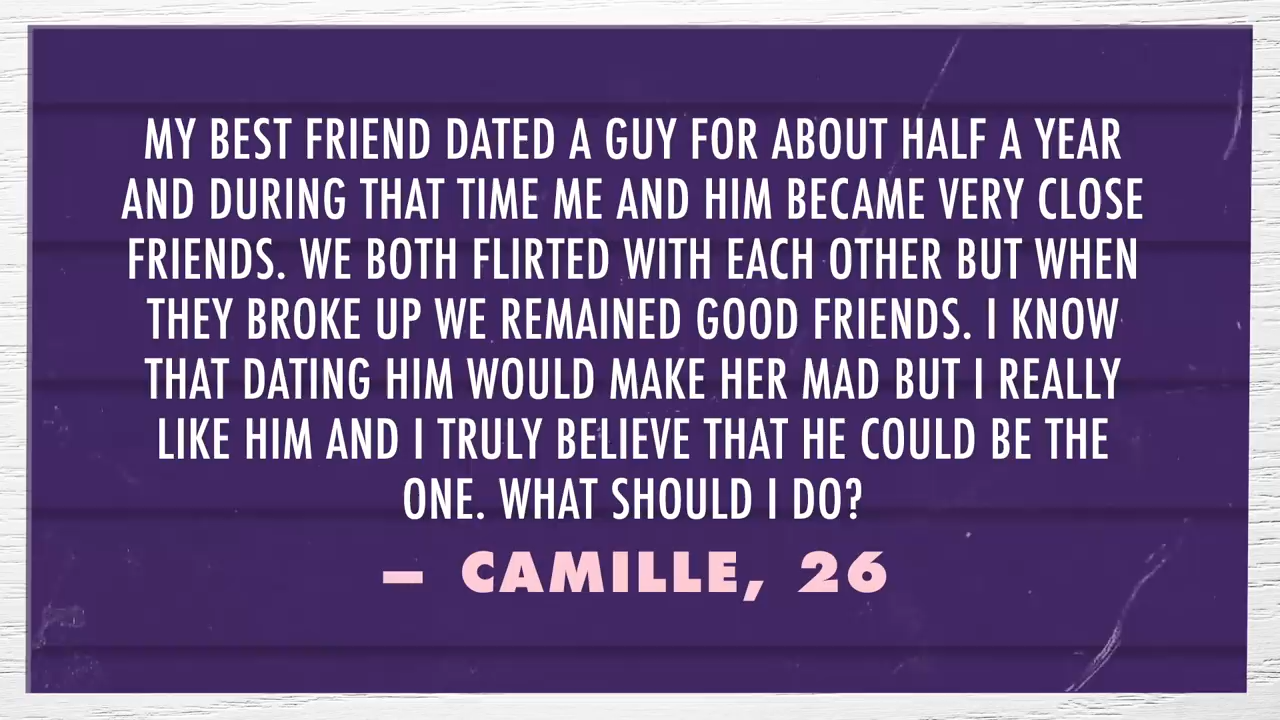 MY BEST FRIEND DATED A GUY FOR ABOUT HALF A YEAR
AND DURING THAT TIME ME AND HIM BECAME VERY CLOSE
FRIENDS. WE BOTH FLIRTED WITH EACH OTHER BUT WHEN
THEY BROKE UP WE REMAINED GOOD FRIENDS. I KNOW
THAT DATING HIM WOULD MAKE HER MAD BUT I REALLY
LIKE HIM AND I TRULY BELIEVE THAT HE COULD BE THE
ONE. WHAT SHOULD I DO?
– CAMILLE, 26